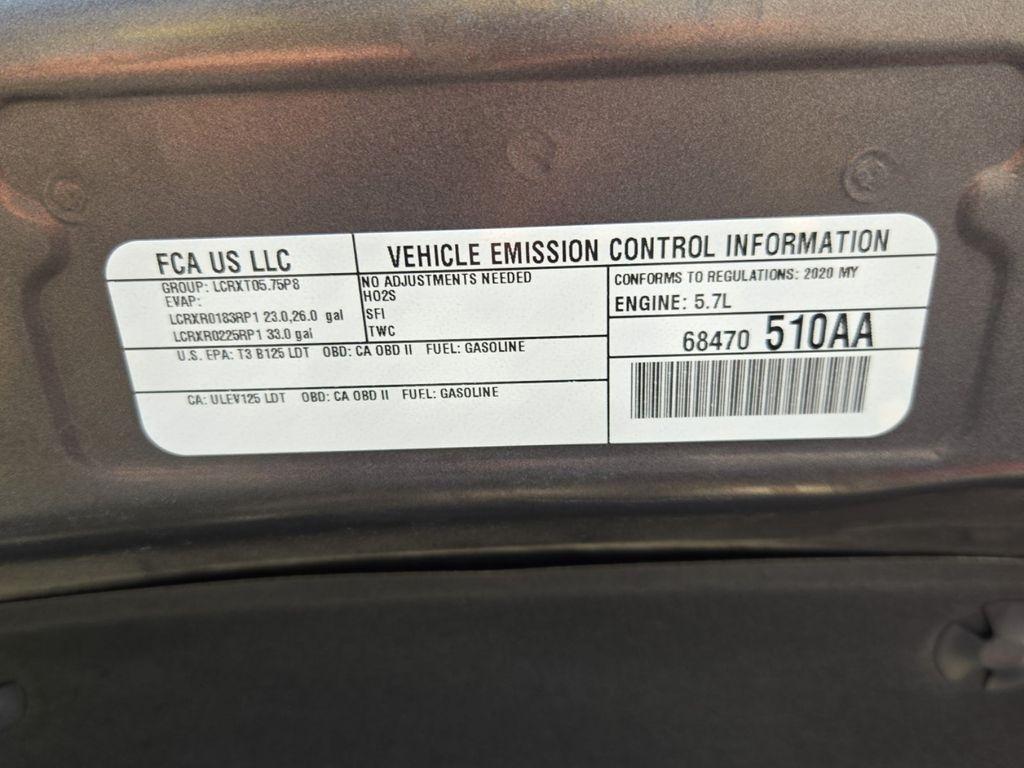 FCA US LLC
VEHICLE EMISSION CONTROL INFORMATION
GROUP: LCRXT05.75P8
EVAP:
LCRXR0183RP1 23.0,26.0 gal
LCRXR0225RP1 33.0 gal
NO ADJUSTMENTS NEEDED
HO2S
SFI
TWC
CONFORMS TO REGULATIONS: 2020 MY
ENGINE: 5.7L
68470 510AA
U.S. EPA: T3 B125 LDT OBD: CA OBD II FUEL: GASOLINE
CA: ULEV125 LDT OBD: CA OBD II FUEL: GASOLINE